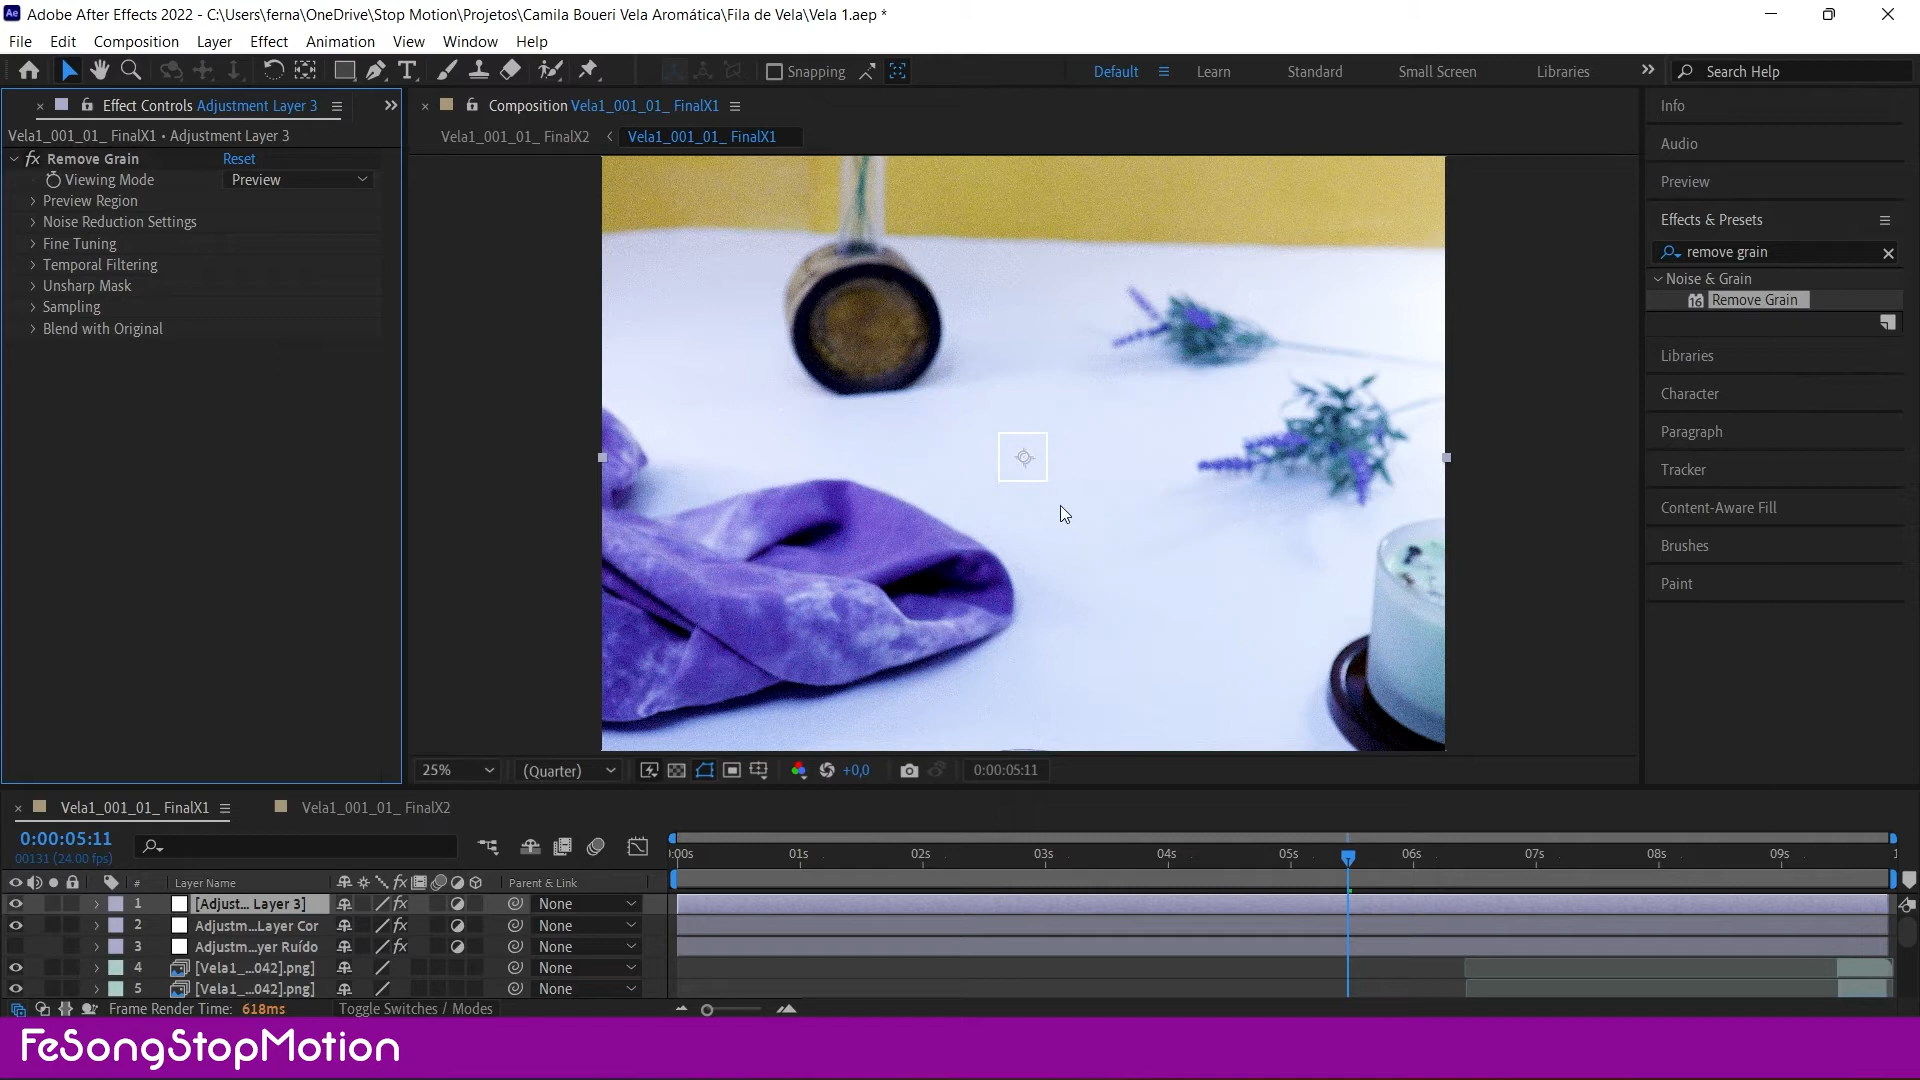 Adobe After Effects 2022 - C:\Users\ferna\OneDrive\Stop Motion\Projetos\Camila Boueri Vela Aromática\Fila de Vela\Vela 1.aep *
File Edit Composition Layer Effect Animation View Window Help
Snapping Default Learn Standard Small Screen Libraries Search Help
Effect Controls Adjustment Layer 3
Composition Vela1_001_01_ FinalX1
Info
Vela1_001_01_ FinalX1 • Adjustment Layer 3
Vela1_001_01_ FinalX2 < Vela1_001_01_ FinalX1
Audio
fx Remove Grain Reset
Viewing Mode Preview
Preview Region
Noise Reduction Settings
Fine Tuning
Temporal Filtering
Unsharp Mask
Sampling
Blend with Original
Preview
Effects & Presets
remove grain
Noise & Grain
16 Remove Grain
Libraries
Character
Paragraph
Tracker
Content-Aware Fill
Brushes
Paint
25% (Quarter) +0,0 0:00:05:11
Vela1_001_01_ FinalX1 Vela1_001_01_ FinalX2
0:00:05:11
00131 (24.00 fps)
:00s 01s 02s 03s 04s 05s 06s 07s 08s 09s 1
# Layer Name fx Parent & Link
1 [Adjust... Layer 3] fx None
2 Adjustm...Layer Cor fx None
3 Adjustm...yer Ruído fx None
4 [Vela1_...042].png] None
5 [Vela1_...042].png] None
Frame Render Time: 618ms Toggle Switches / Modes
FeSongStopMotion